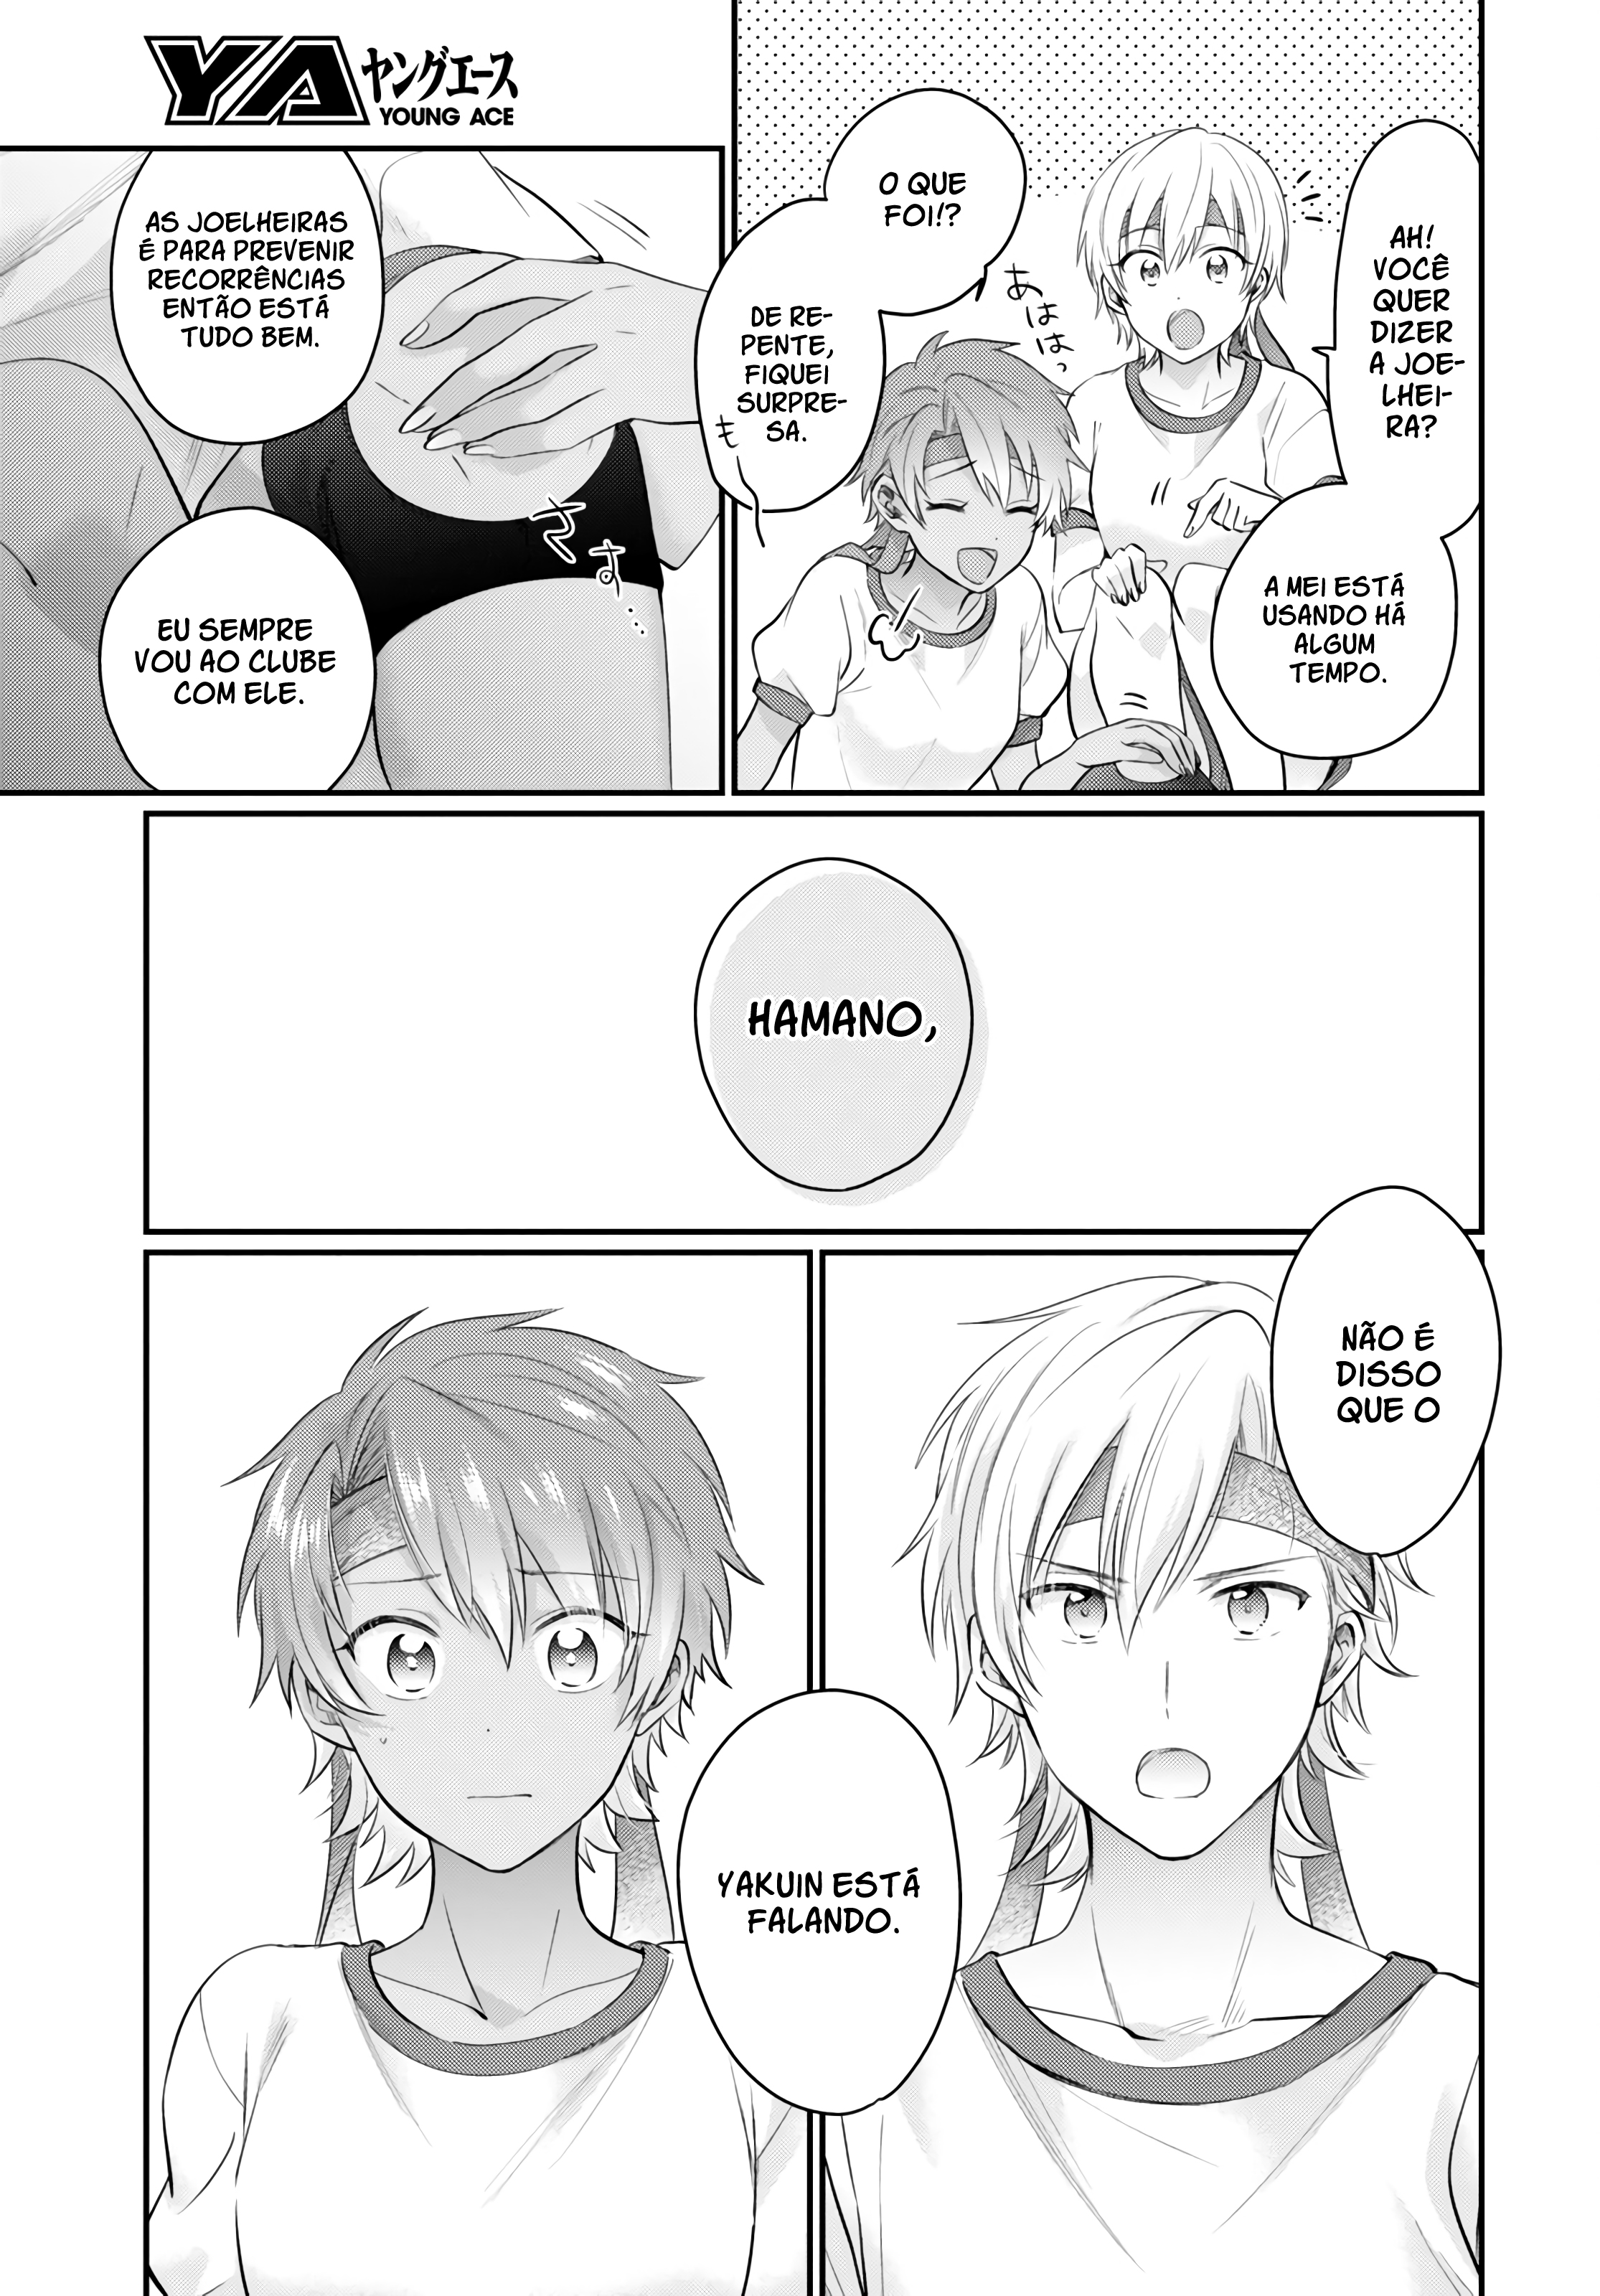 YA ヤングエース
YOUNG ACE
AH!
VOCÊ
QUER
DIZER
A JOE-
LHEI-
RA?
A MEI ESTÁ
USANDO HÁ
ALGUM
TEMPO.
O QUE
FOI!?
DE RE-
PENTE,
FIQUEI
SURPRE-
SA.
も〜
あはは〜っ
AS JOELHEIRAS
É PARA PREVENIR
RECORRÊNCIAS
ENTÃO ESTÁ
TUDO BEM.
さす…
EU SEMPRE
VOU AO CLUBE
COM ELE.
HAMANO,
NÃO É
DISSO
QUE O
YAKUIN ESTÁ
FALANDO.